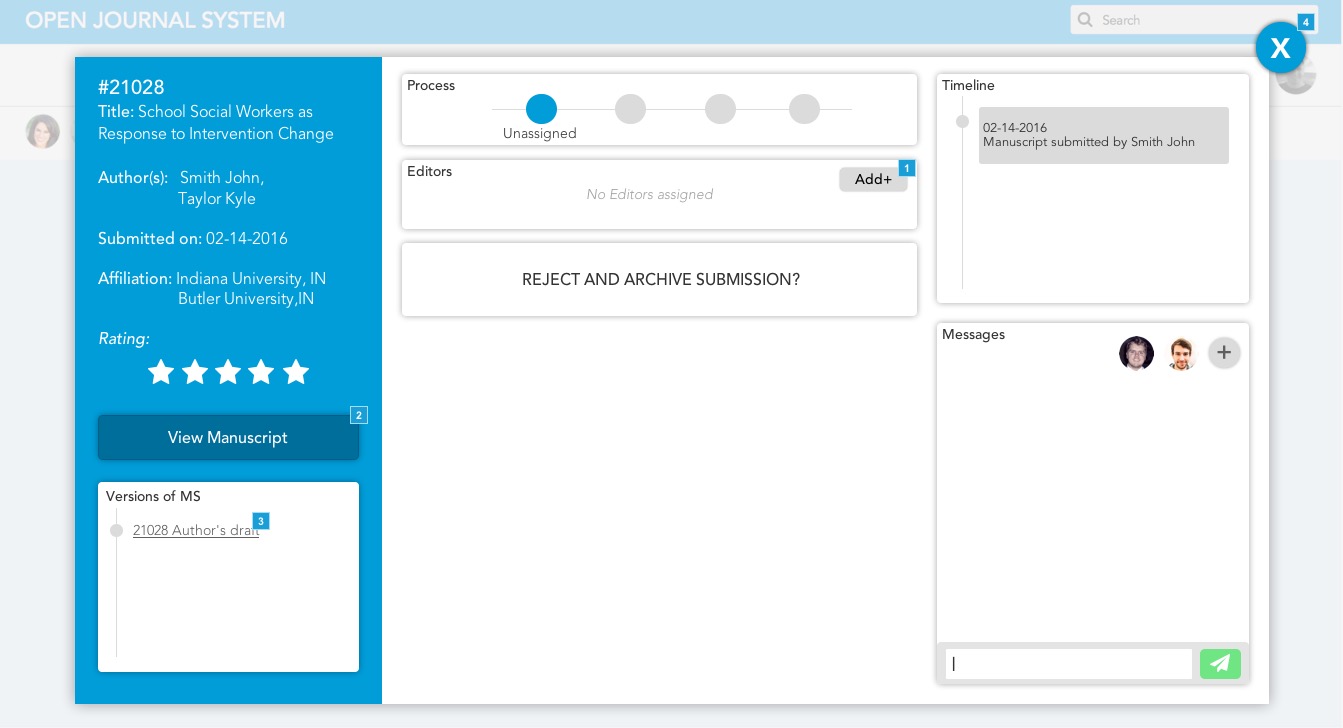 OPEN JOURNAL SYSTEM
Search
4
X
#21028
Title: School Social Workers as
Response to Intervention Change
Author(s): Smith John,
Taylor Kyle
Submitted on: 02-14-2016
Affiliation: Indiana University, IN
Butler University,IN
Rating:
2
View Manuscript
Versions of MS
3
21028 Author's draft
Process
Unassigned
Editors
1
Add+
No Editors assigned
REJECT AND ARCHIVE SUBMISSION?
Timeline
02-14-2016
Manuscript submitted by Smith John
Messages
+